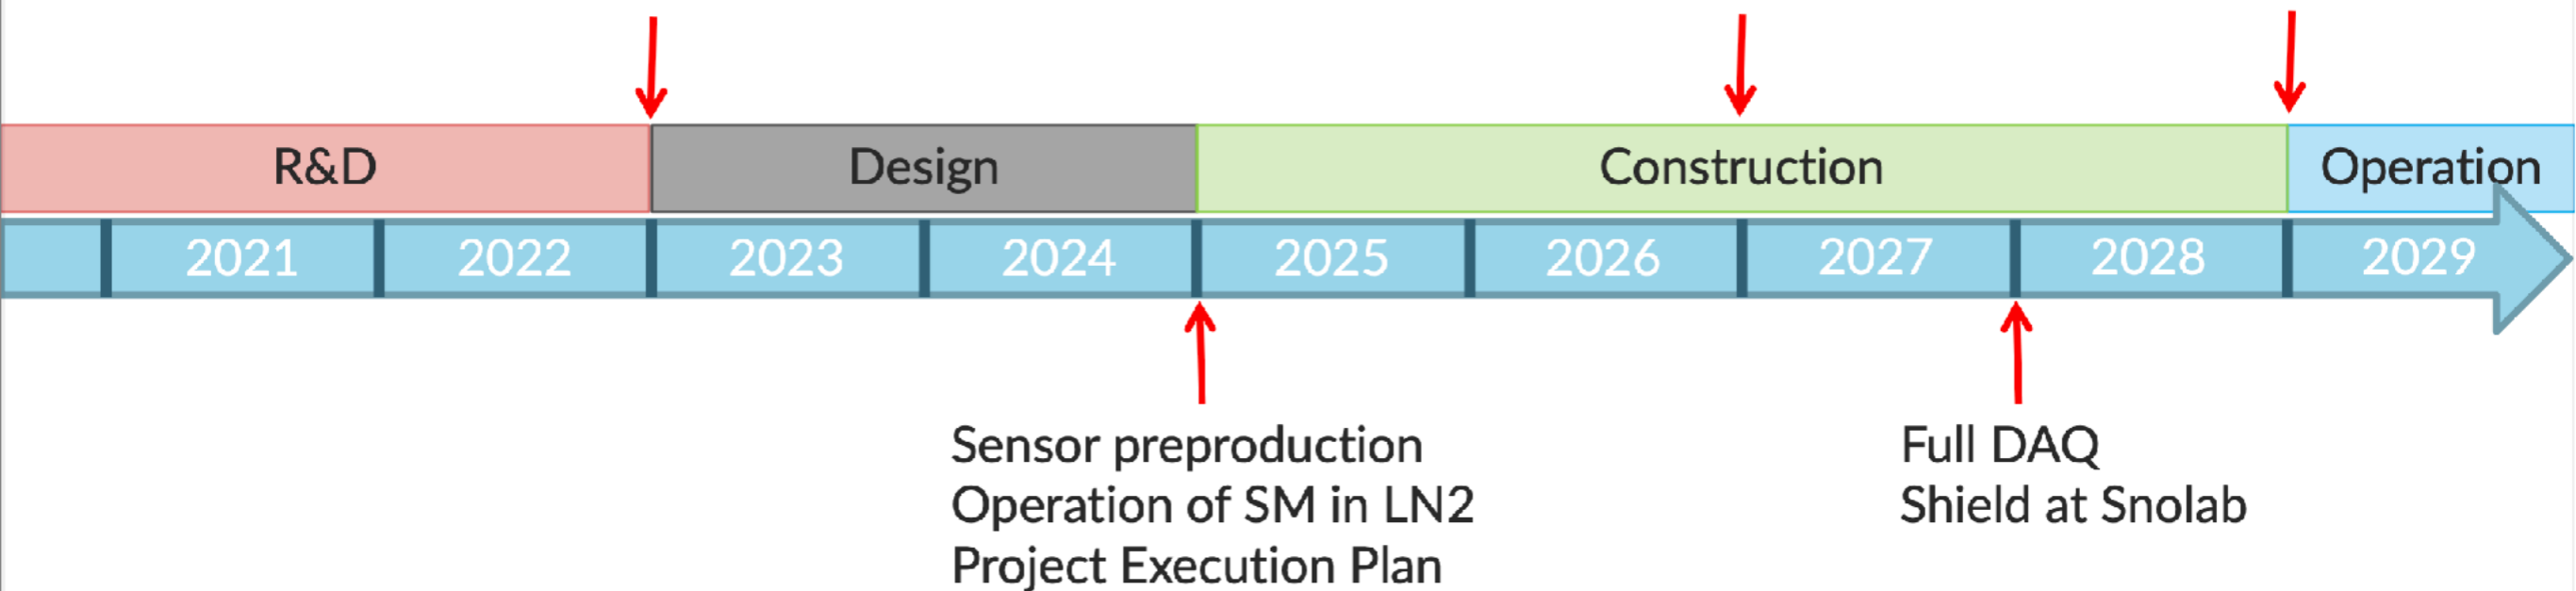 R&D Design Construction Operation
2021 2022 2023 2024 2025 2026 2027 2028 2029
Sensor preproduction
Operation of SM in LN2
Project Execution Plan
Full DAQ
Shield at Snolab